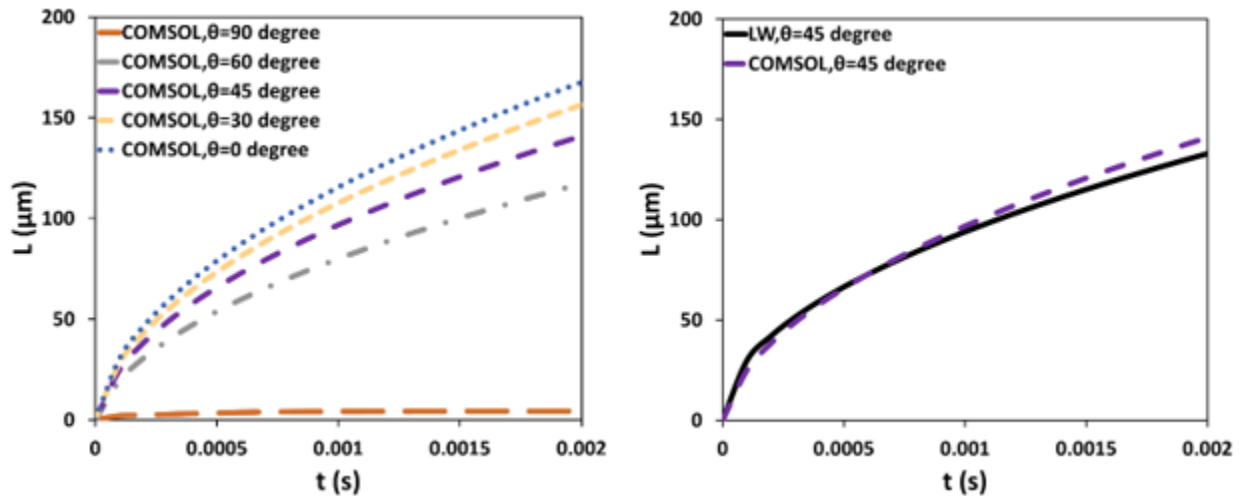 200
150
100
50
0
L (µm)
COMSOL,θ=90 degree
COMSOL,θ=60 degree
COMSOL,θ=45 degree
COMSOL,θ=30 degree
COMSOL,θ=0 degree
0 0.0005 0.001 0.0015 0.002
t (s)
200
150
100
50
0
L (µm)
LW,θ=45 degree
COMSOL,θ=45 degree
0 0.0005 0.001 0.0015 0.002
t (s)